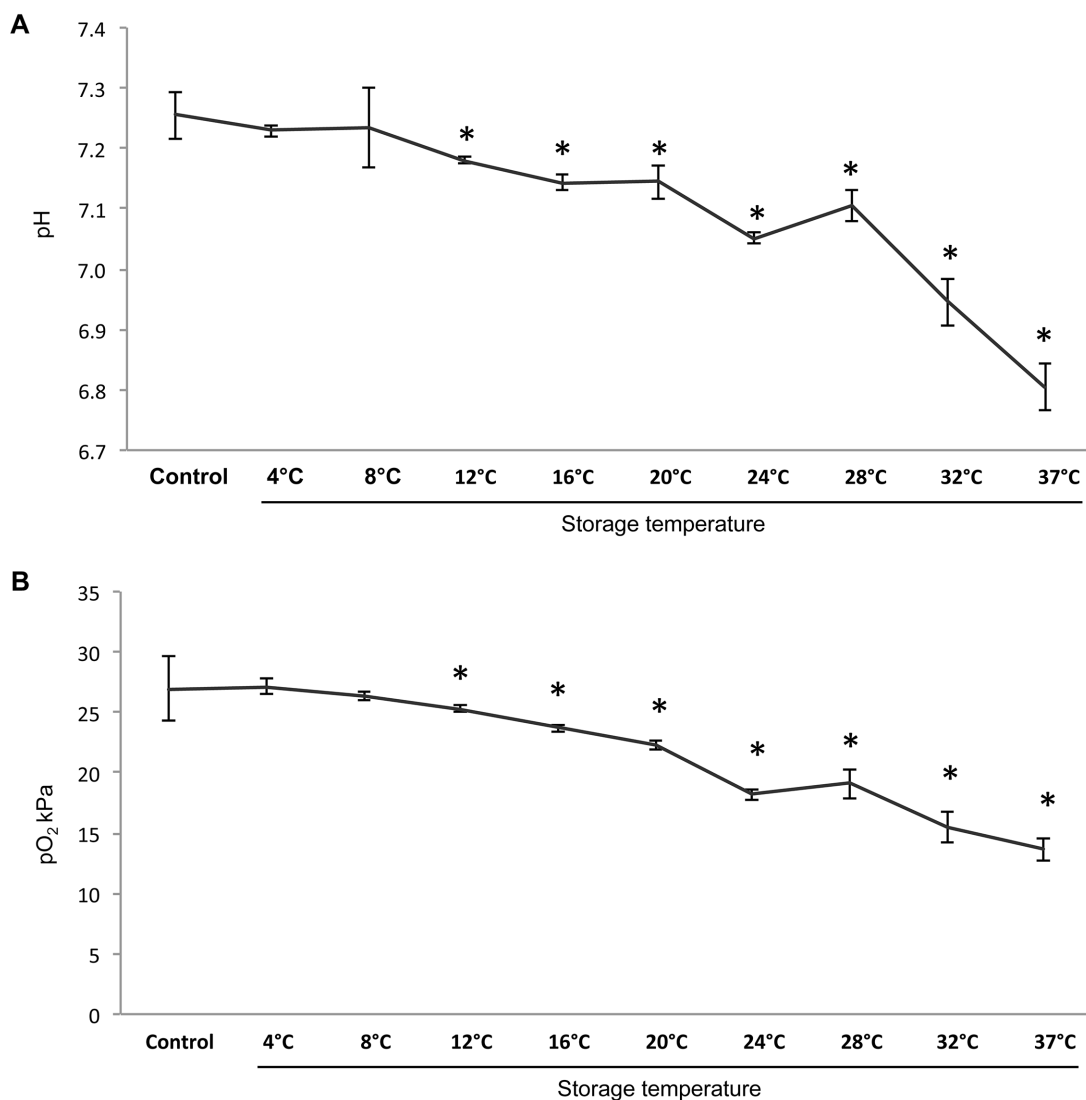 A
7.4
7.3
7.2
7.1
7.0
6.9
6.8
6.7
pH
* * * * * * *
Control 4°C 8°C 12°C 16°C 20°C 24°C 28°C 32°C 37°C
Storage temperature
B
35
30
25
20
15
10
5
0
pO₂ kPa
* * * * * * *
Control 4°C 8°C 12°C 16°C 20°C 24°C 28°C 32°C 37°C
Storage temperature